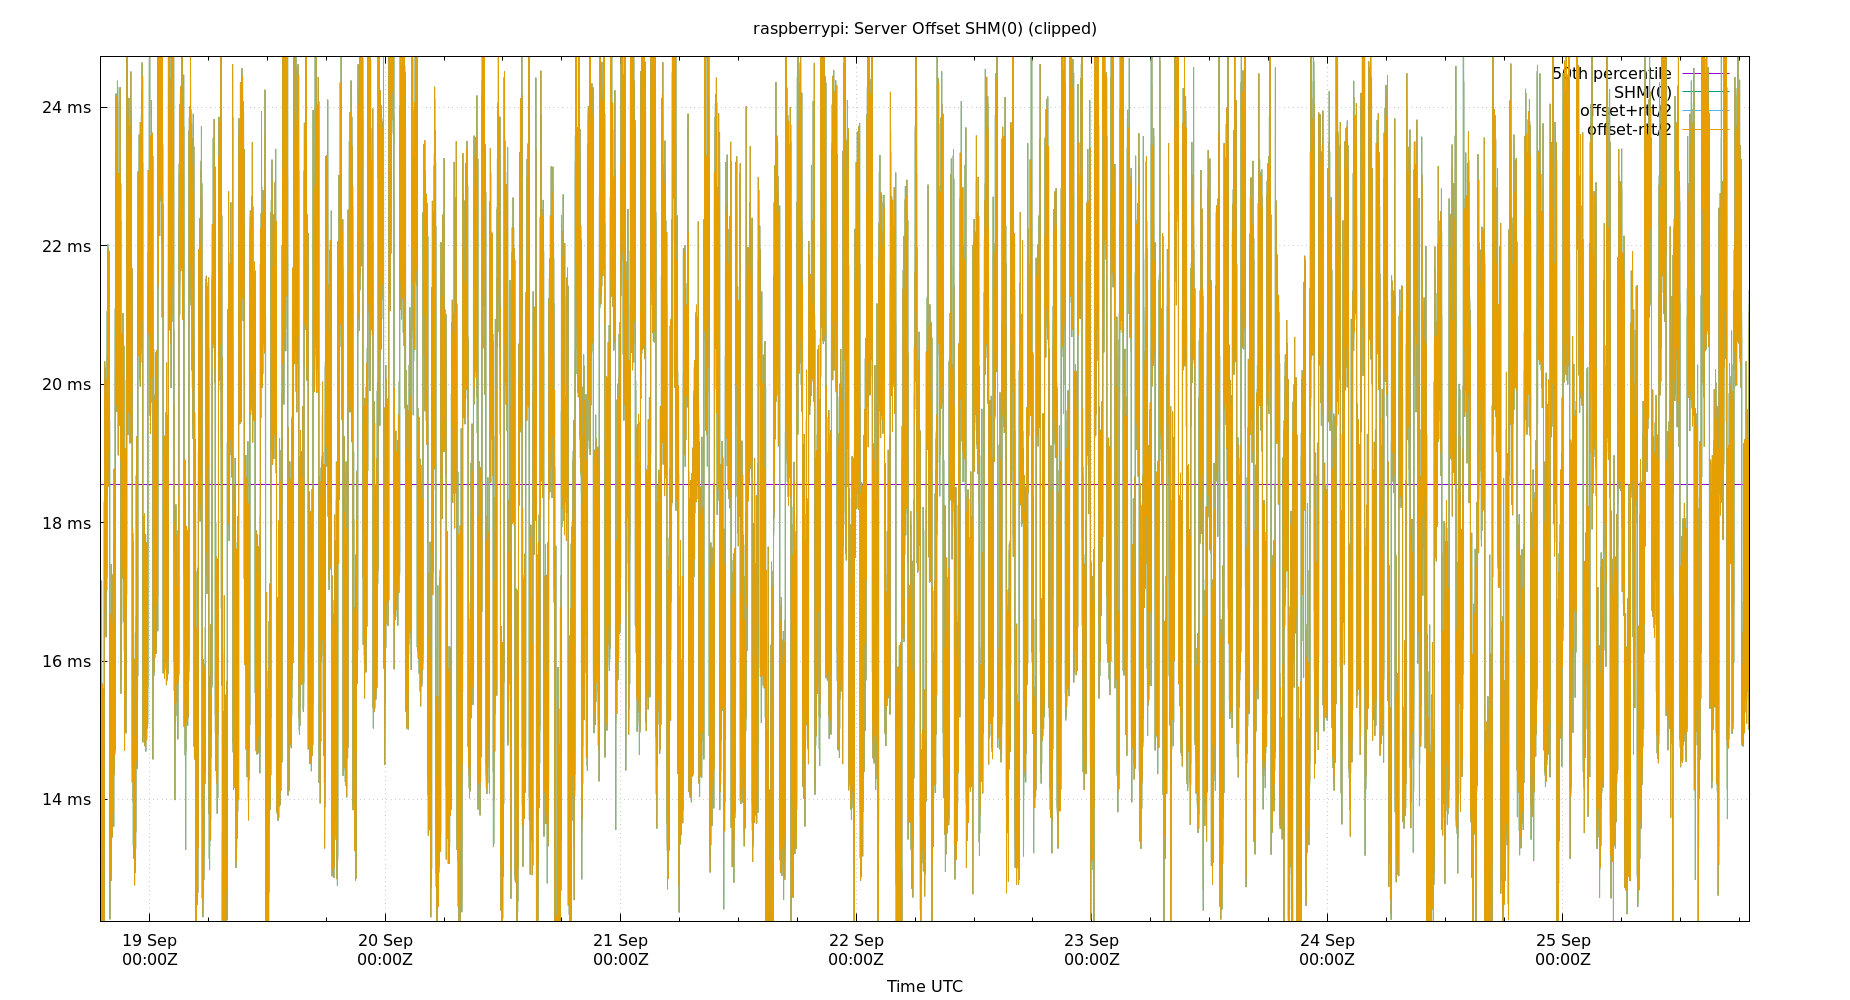 raspberrypi: Server Offset SHM(0) (clipped)
50th percentile
SHM(0)
offset+rtt/2
offset-rtt/2
24 ms
22 ms
20 ms
18 ms
16 ms
14 ms
19 Sep 20 Sep 21 Sep 22 Sep 23 Sep 24 Sep 25 Sep
00:00Z 00:00Z 00:00Z 00:00Z 00:00Z 00:00Z 00:00Z
Time UTC